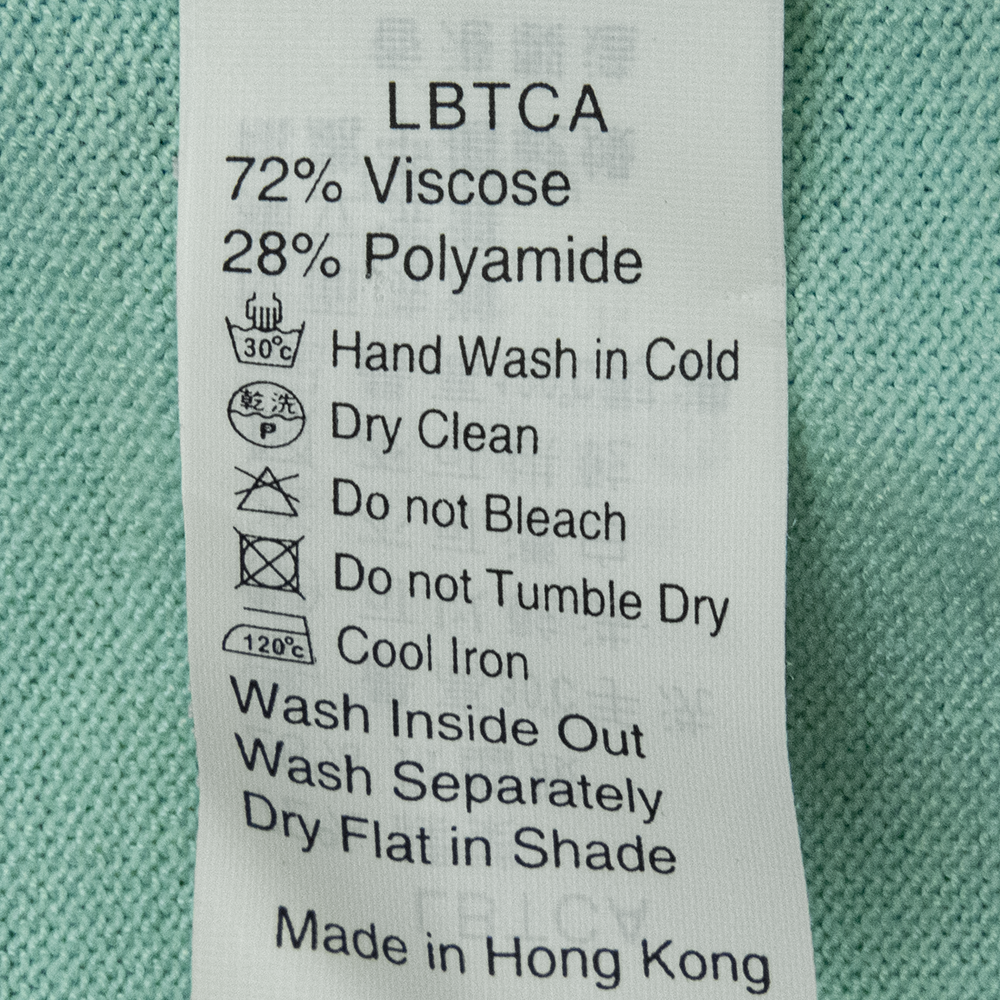 LBTCA
72% Viscose
28% Polyamide
30°c Hand Wash in Cold
乾洗 P Dry Clean
Do not Bleach
Do not Tumble Dry
120°c Cool Iron
Wash Inside Out
Wash Separately
Dry Flat in Shade
Made in Hong Kong